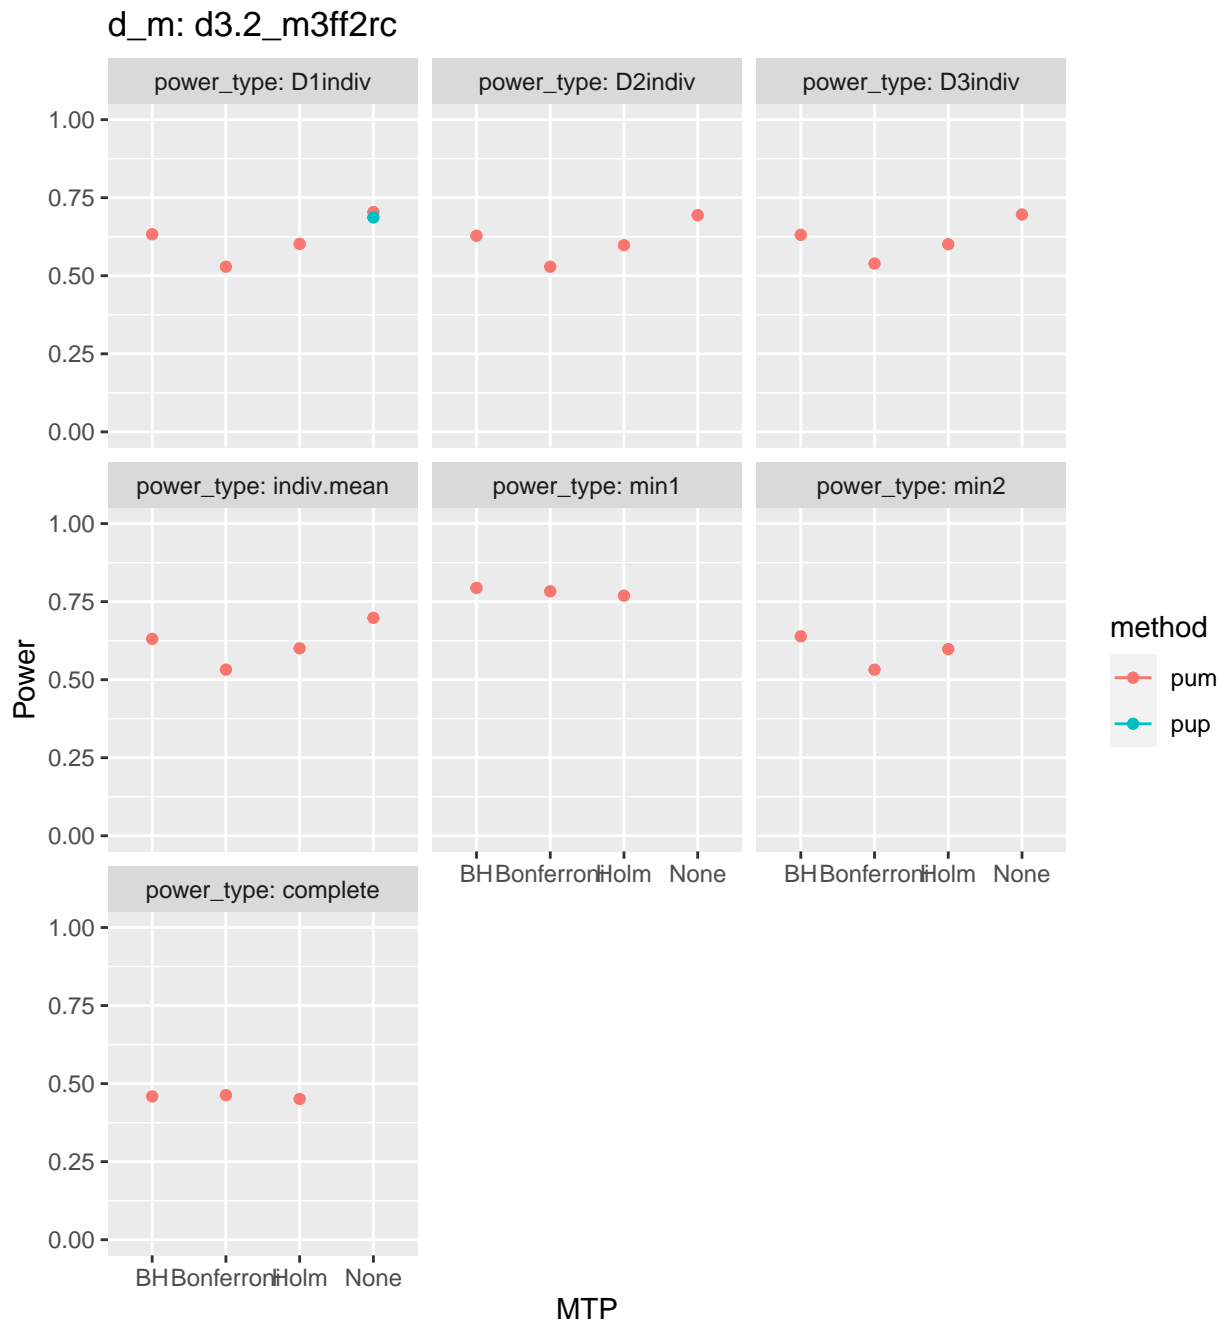 d_m: d3.2_m3ff2rc
power_type: D1indiv power_type: D2indiv power_type: D3indiv
1.00
0.75
0.50
0.25
0.00
power_type: indiv.mean power_type: min1 power_type: min2
1.00
0.75
0.50
0.25
0.00
BH Bonferroni Holm None BH Bonferroni Holm None
power_type: complete
1.00
0.75
0.50
0.25
0.00
BH Bonferroni Holm None
MTP
Power
method
pum
pup